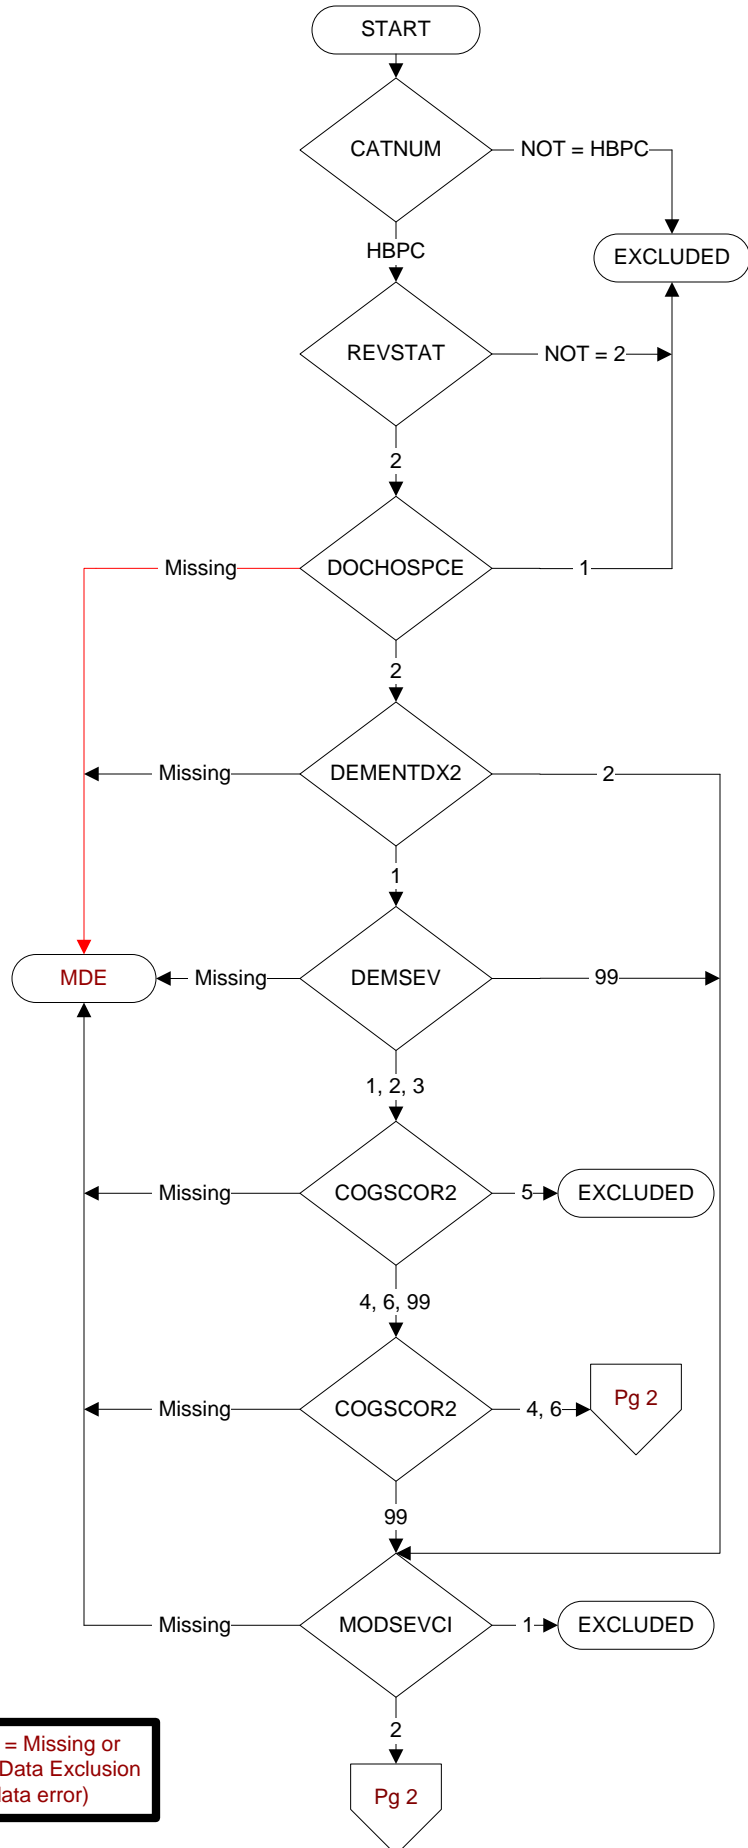 START
CATNUM
NOT = HBPC
EXCLUDED
HBPC
REVSTAT
NOT = 2
2
DOCHOSPCE
Missing
1
2
DEMENTDX2
Missing
2
1
MDE
Missing
DEMSEV
99
1, 2, 3
Missing
COGSCOR2
5
EXCLUDED
4, 6, 99
Missing
COGSCOR2
4, 6
Pg 2
99
Missing
MODSEVCI
1
EXCLUDED
2
= Missing or
Data Exclusion
data error)
Pg 2